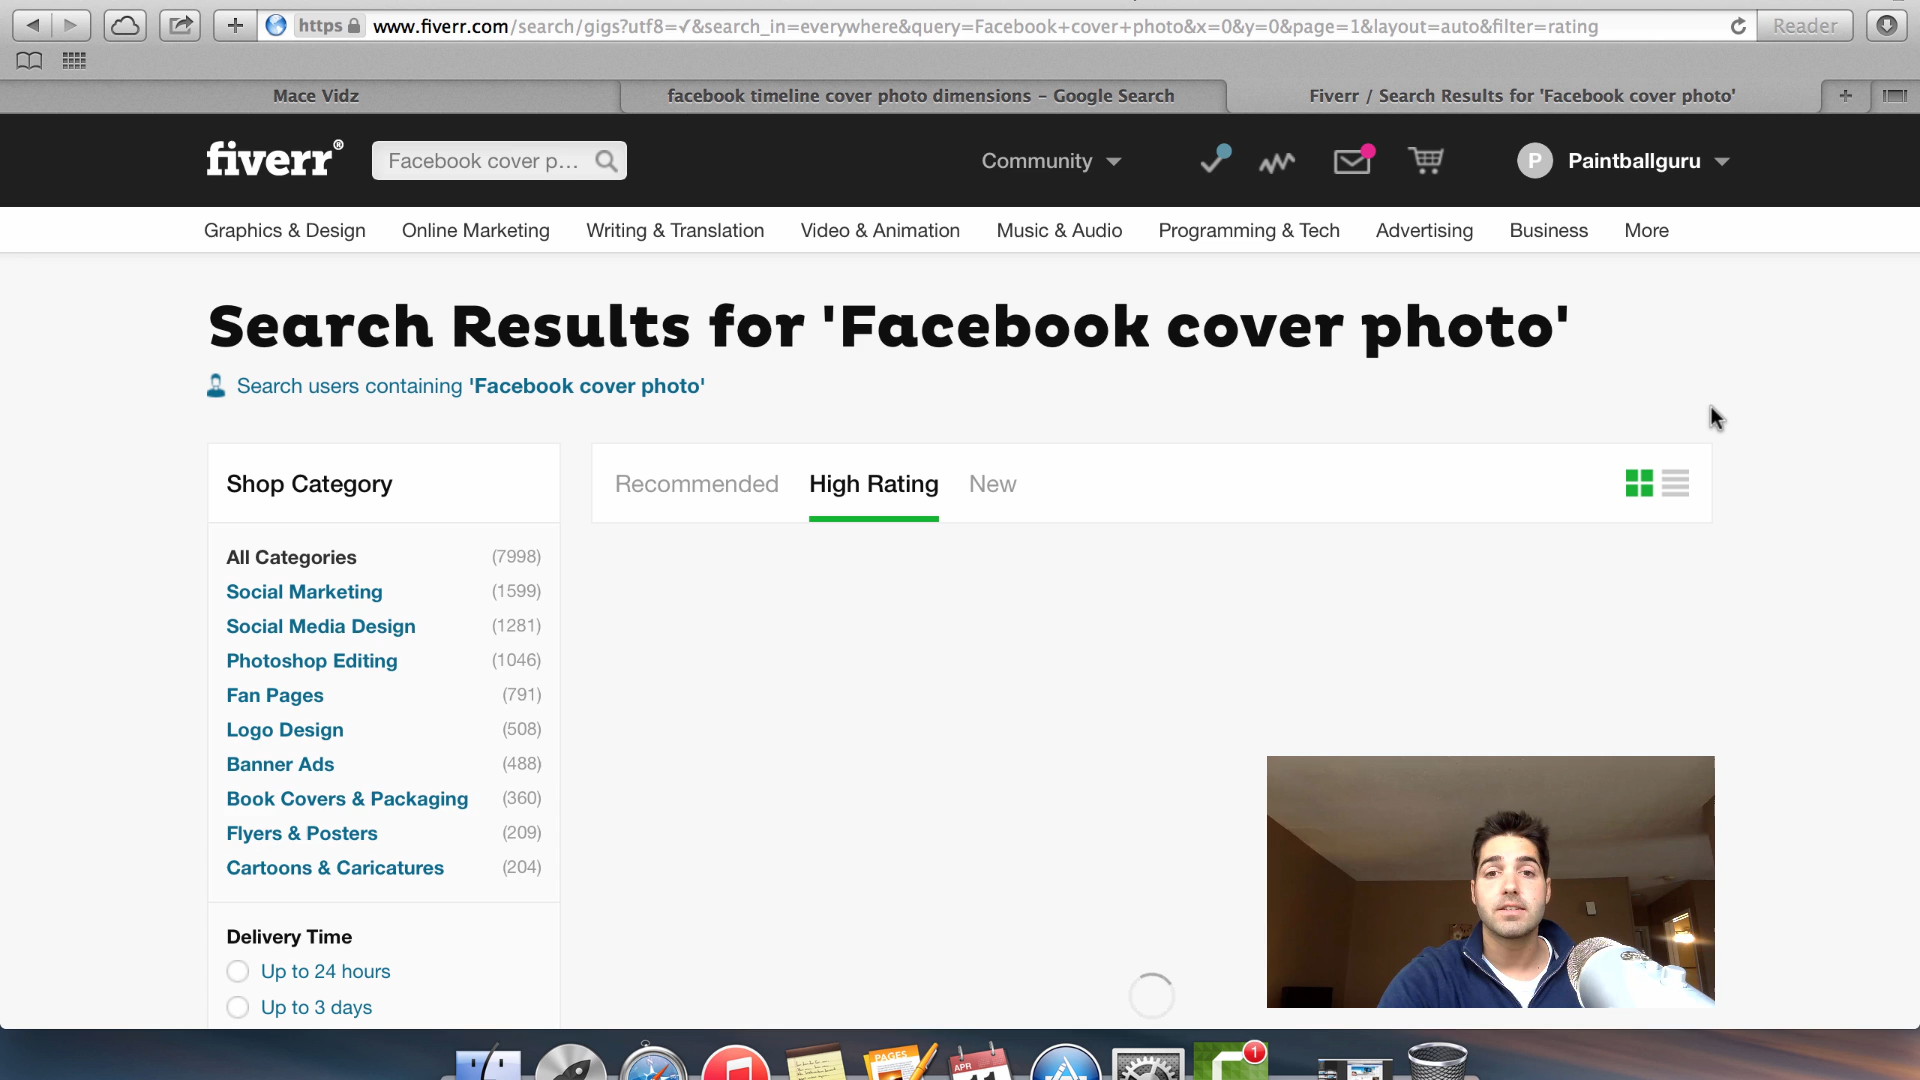 https www.fiverr.com/search/gigs?utf8=✓&search_in=everywhere&query=Facebook+cover+photo&x=0&y=0&page=1&layout=auto&filter=rating
Reader
Mace Vidz
facebook timeline cover photo dimensions – Google Search
Fiverr / Search Results for 'Facebook cover photo'
fiverr®
Facebook cover p...
Community
P
Paintballguru
Graphics & Design
Online Marketing
Writing & Translation
Video & Animation
Music & Audio
Programming & Tech
Advertising
Business
More
Search Results for 'Facebook cover photo'
Search users containing 'Facebook cover photo'
Shop Category
Recommended
High Rating
New
All Categories (7998)
Social Marketing (1599)
Social Media Design (1281)
Photoshop Editing (1046)
Fan Pages (791)
Logo Design (508)
Banner Ads (488)
Book Covers & Packaging (360)
Flyers & Posters (209)
Cartoons & Caricatures (204)
Delivery Time
Up to 24 hours
Up to 3 days
PAGES
APR
11
1